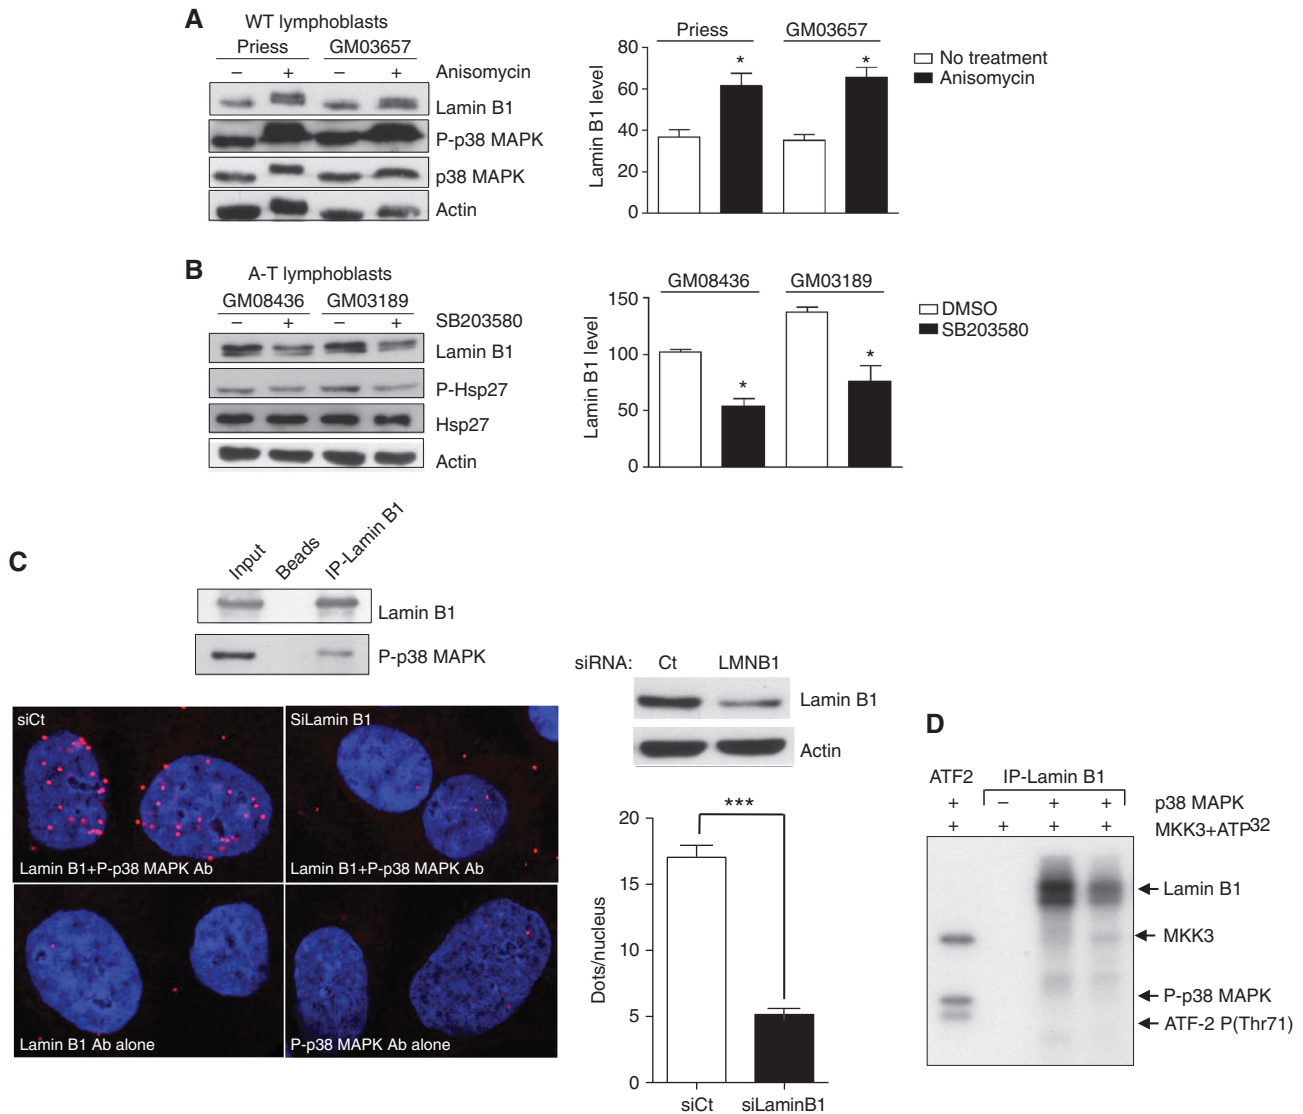 A
WT lymphoblasts
Priess GM03657
– + – + Anisomycin
Lamin B1
P-p38 MAPK
p38 MAPK
Actin
Priess GM03657
Lamin B1 level
80
60
40
20
0
* *
No treatment
Anisomycin
B
A-T lymphoblasts
GM08436 GM03189
– + – + SB203580
Lamin B1
P-Hsp27
Hsp27
Actin
GM08436 GM03189
Lamin B1 level
150
100
50
0
* *
DMSO
SB203580
C
Input Beads IP-Lamin B1
Lamin B1
P-p38 MAPK
siCt
Lamin B1+P-p38 MAPK Ab
SiLamin B1
Lamin B1+P-p38 MAPK Ab
Lamin B1 Ab alone
P-p38 MAPK Ab alone
siRNA: Ct LMNB1
Lamin B1
Actin
***
Dots/nucleus
20
15
10
5
0
siCt siLaminB1
D
ATF2 IP-Lamin B1
+ – + + p38 MAPK
+ + + + MKK3+ATP32
Lamin B1
MKK3
P-p38 MAPK
ATF-2 P(Thr71)